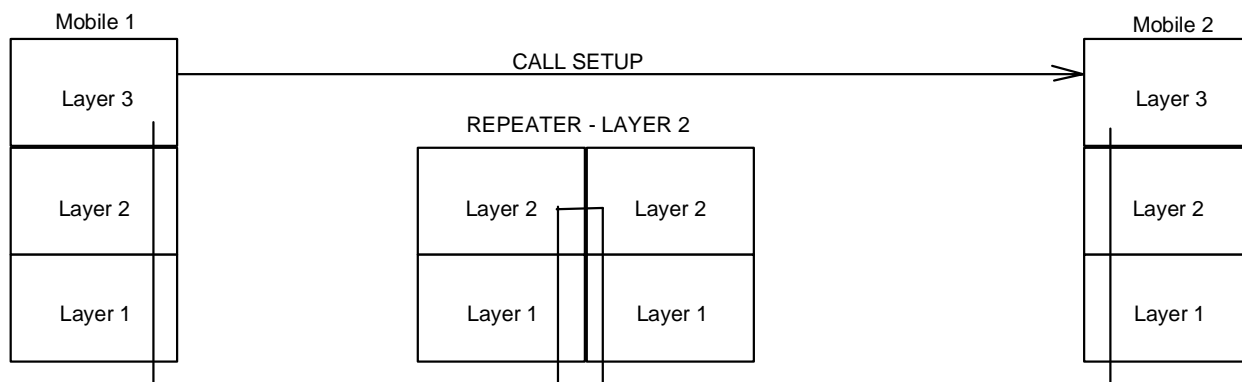 Mobile 1
Mobile 2
CALL SETUP
Layer 3
Layer 3
REPEATER - LAYER 2
Layer 2
Layer 2
Layer 2
Layer 2
Layer 1
Layer 1
Layer 1
Layer 1